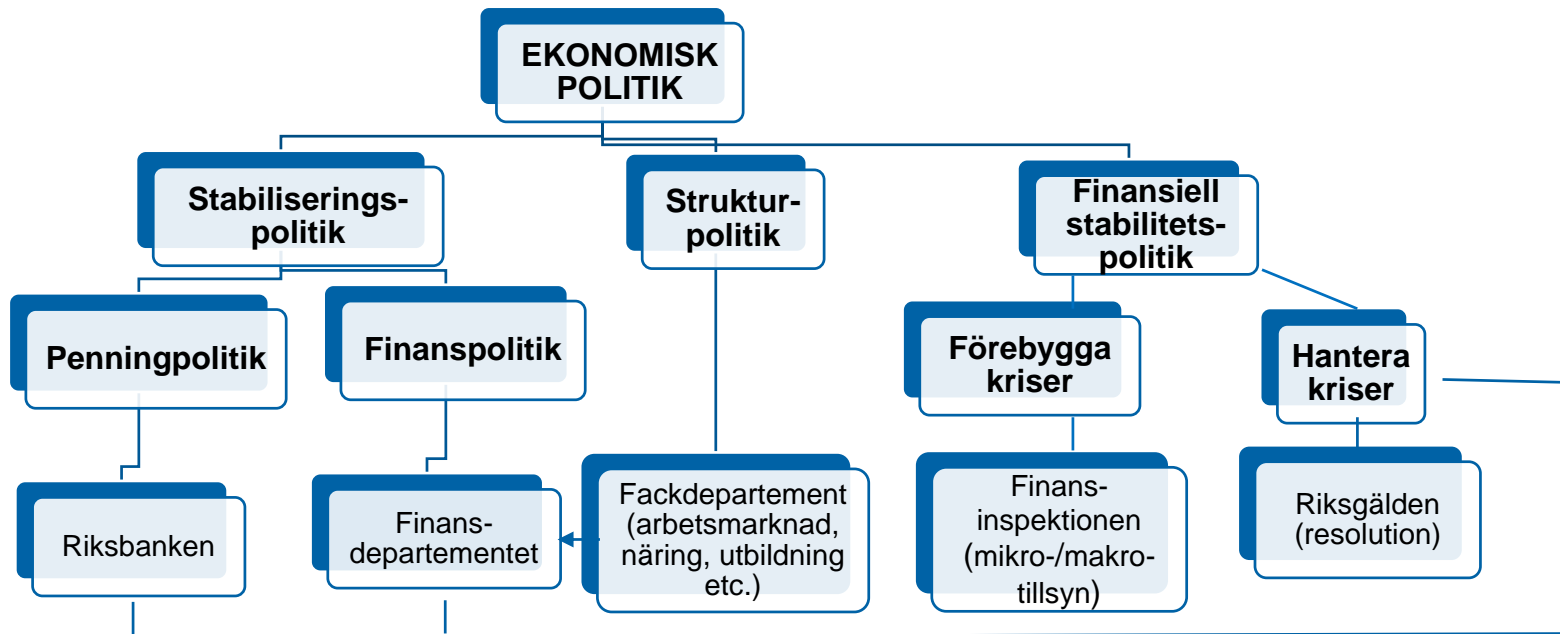 EKONOMISK
POLITIK
Stabiliserings-
politik
Struktur-
politik
Finansiell
stabilitets-
politik
Penningpolitik
Finanspolitik
Förebygga
kriser
Hantera
kriser
Riksbanken
Finans-
departementet
Fackdepartement
(arbetsmarknad,
näring, utbildning
etc.)
Finans-
inspektionen
(mikro-/makro-
tillsyn)
Riksgälden
(resolution)